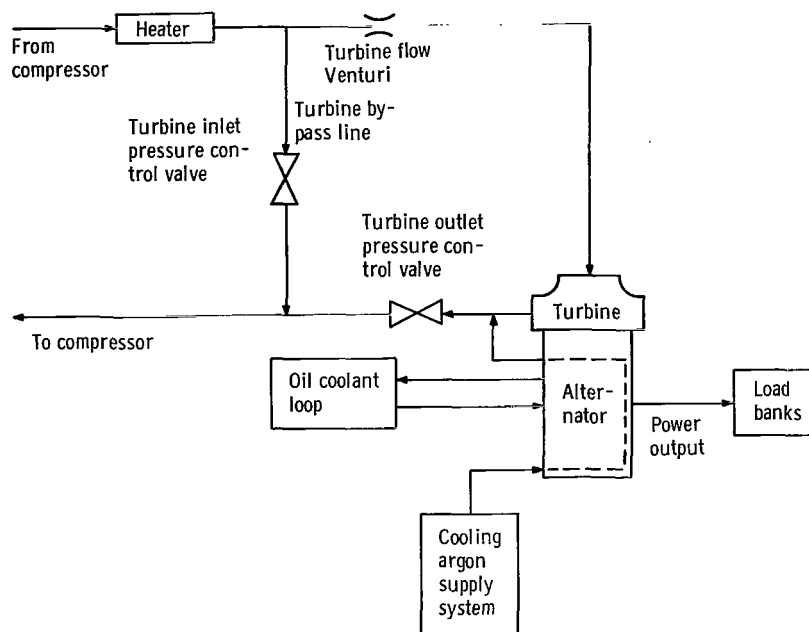 Heater
From
compressor
Turbine flow
Venturi
Turbine by-
pass line
Turbine inlet
pressure con-
trol valve
Turbine outlet
pressure con-
trol valve
Turbine
To compressor
Oil coolant
loop
Alter-
nator
Power
output
Load
banks
Cooling
argon
supply
system